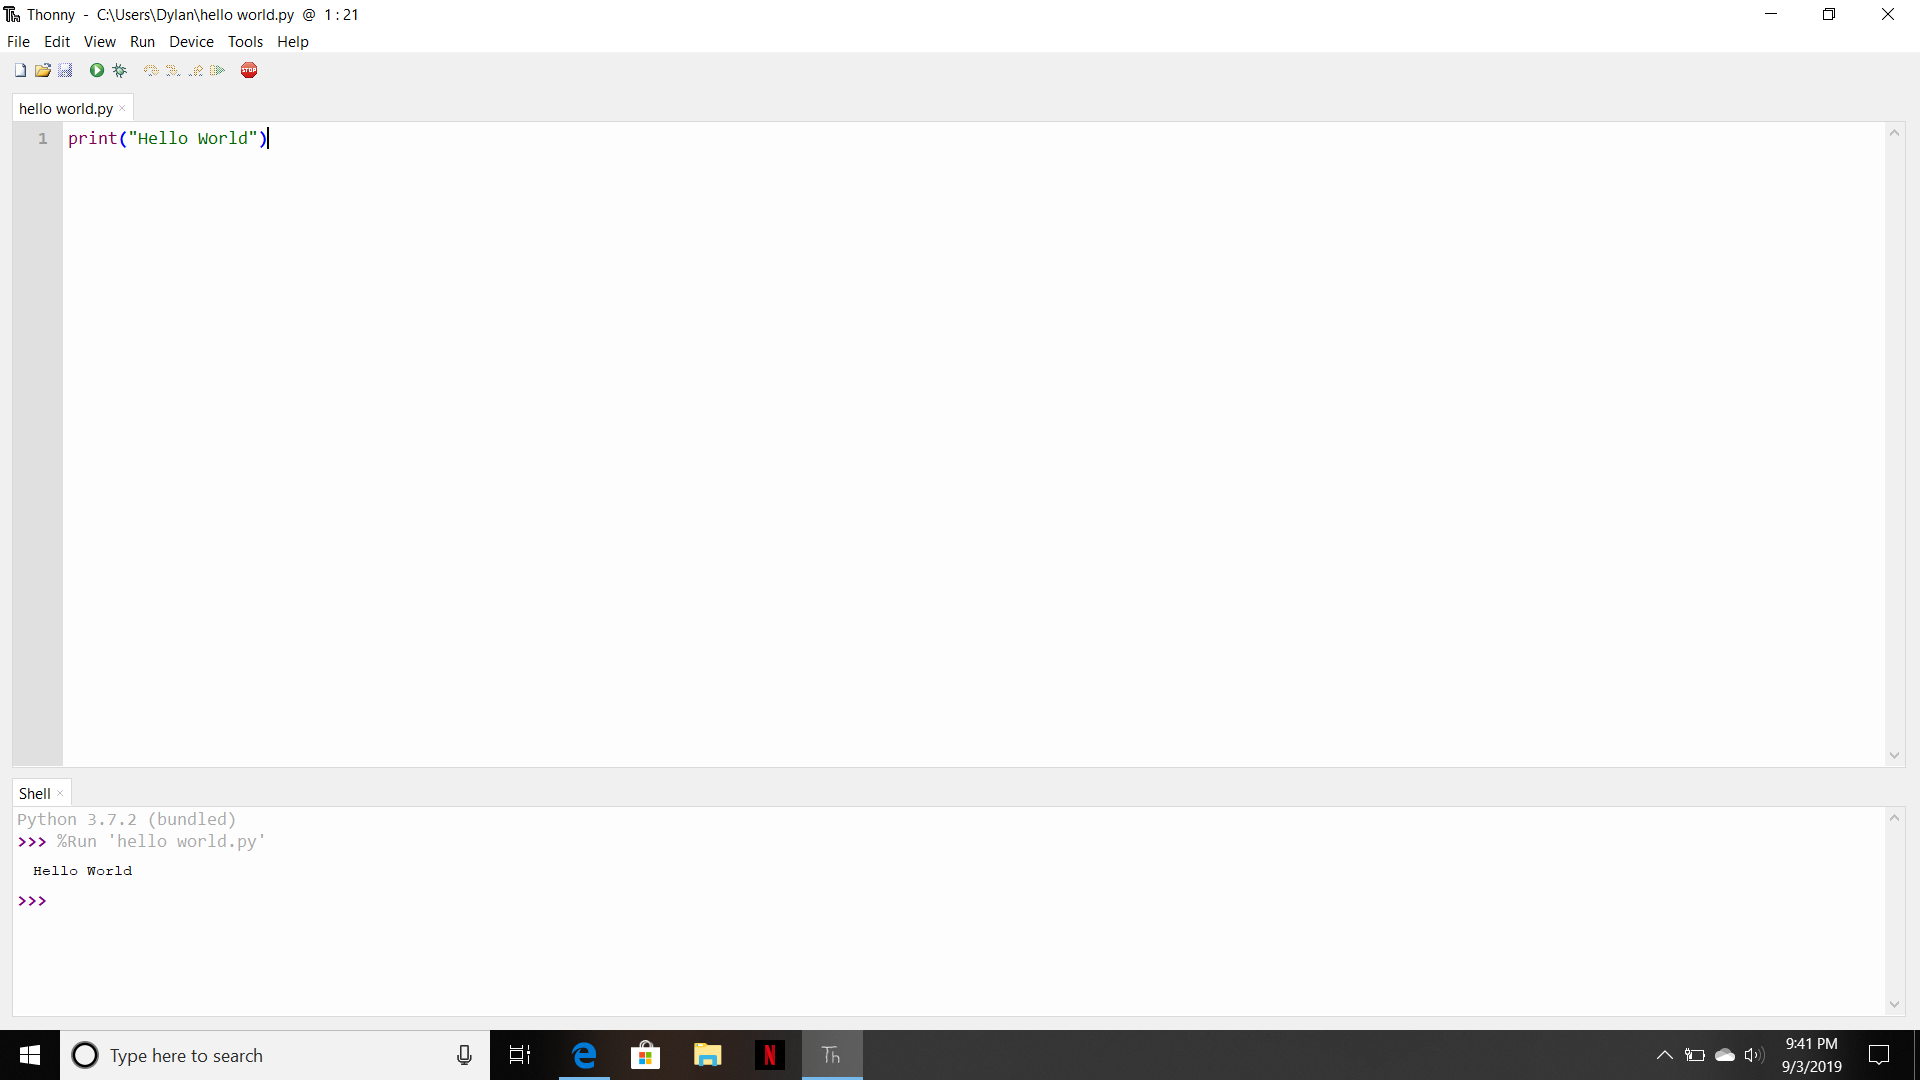 Thonny - C:\Users\Dylan\hello world.py @ 1 : 21
File Edit View Run Device Tools Help
STOP
hello world.py ×
1 print("Hello World")
Shell ×
Python 3.7.2 (bundled)
>>> %Run 'hello world.py'
Hello World
>>>
Type here to search
N
Th
9:41 PM
9/3/2019